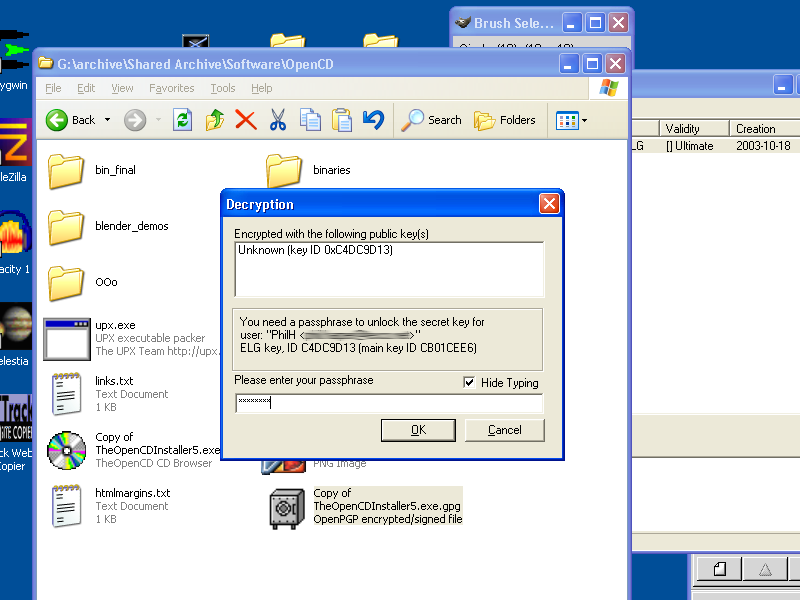 Brush Sele...
G:\archive\Shared Archive\Software\OpenCD
File Edit View Favorites Tools Help
Back
Search
Folders
ygwin
leZilla
acity 1
elestia
Track
ck Web
Copier
bin_final
binaries
blender_demos
OOo
upx.exe
UPX executable packer
The UPX Team http://upx.
links.txt
Text Document
1 KB
Copy of
TheOpenCDInstaller5.exe
TheOpenCD CD Browser
PNG Image
htmlmargins.txt
Text Document
1 KB
Copy of
TheOpenCDInstaller5.exe.gpg
OpenPGP encrypted/signed file
Validity Creation
LG [] Ultimate 2003-10-18
Decryption
Encrypted with the following public key(s)
Unknown (key ID 0xC4DC9D13)
You need a passphrase to unlock the secret key for
user: "PhilH < >"
ELG key, ID C4DC9D13 (main key ID CB01CEE6)
Please enter your passphrase
Hide Typing
********
OK
Cancel